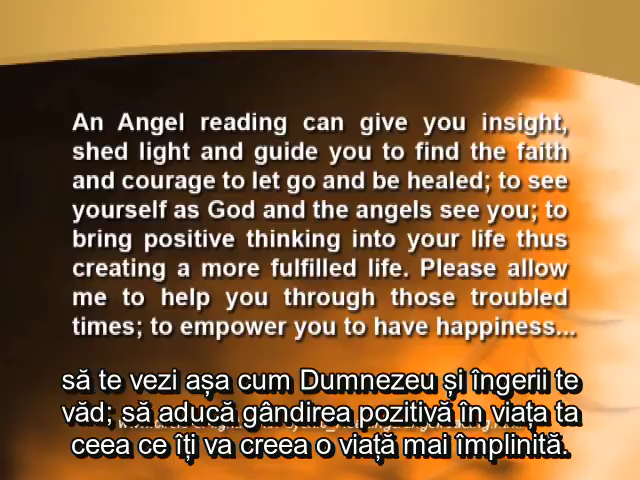 An Angel reading can give you insight,
shed light and guide you to find the faith
and courage to let go and be healed; to see
yourself as God and the angels see you; to
bring positive thinking into your life thus
creating a more fulfilled life. Please allow
me to help you through those troubled
times; to empower you to have happiness...
să te vezi așa cum Dumnezeu și îngerii te
văd; să aducă gândirea pozitivă în viața ta
ceea ce îți va creea o viață mai împlinită.